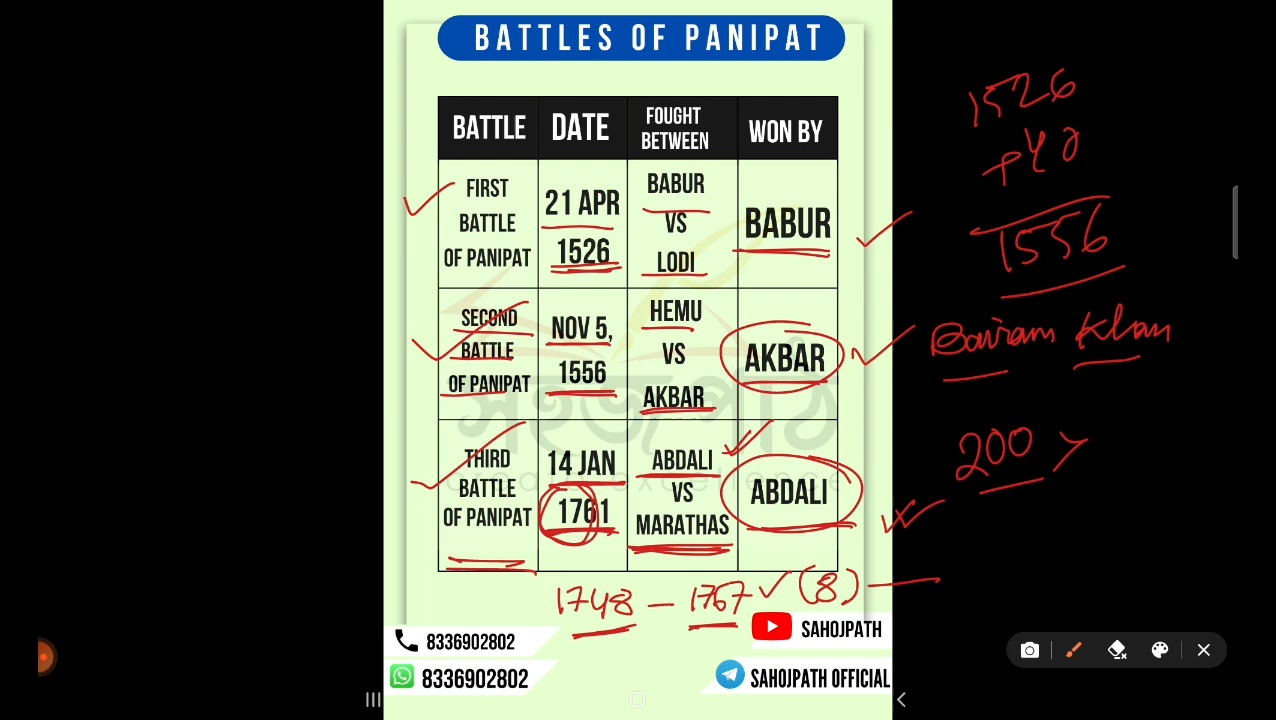 BATTLES OF PANIPAT
BATTLE DATE FOUGHT BETWEEN WON BY
FIRST BATTLE OF PANIPAT
21 APR 1526
BABUR VS LODI
BABUR
SECOND BATTLE OF PANIPAT
NOV 5, 1556
HEMU VS AKBAR
AKBAR
THIRD BATTLE OF PANIPAT
14 JAN 1761
ABDALI VS MARATHAS
ABDALI
সহজপাঠ
excellence
1526
1556
Bairam Khan
200
1748 – 1767 (8) —
8336902802
8336902802
SAHOJPATH
SAHOJPATH OFFICIAL